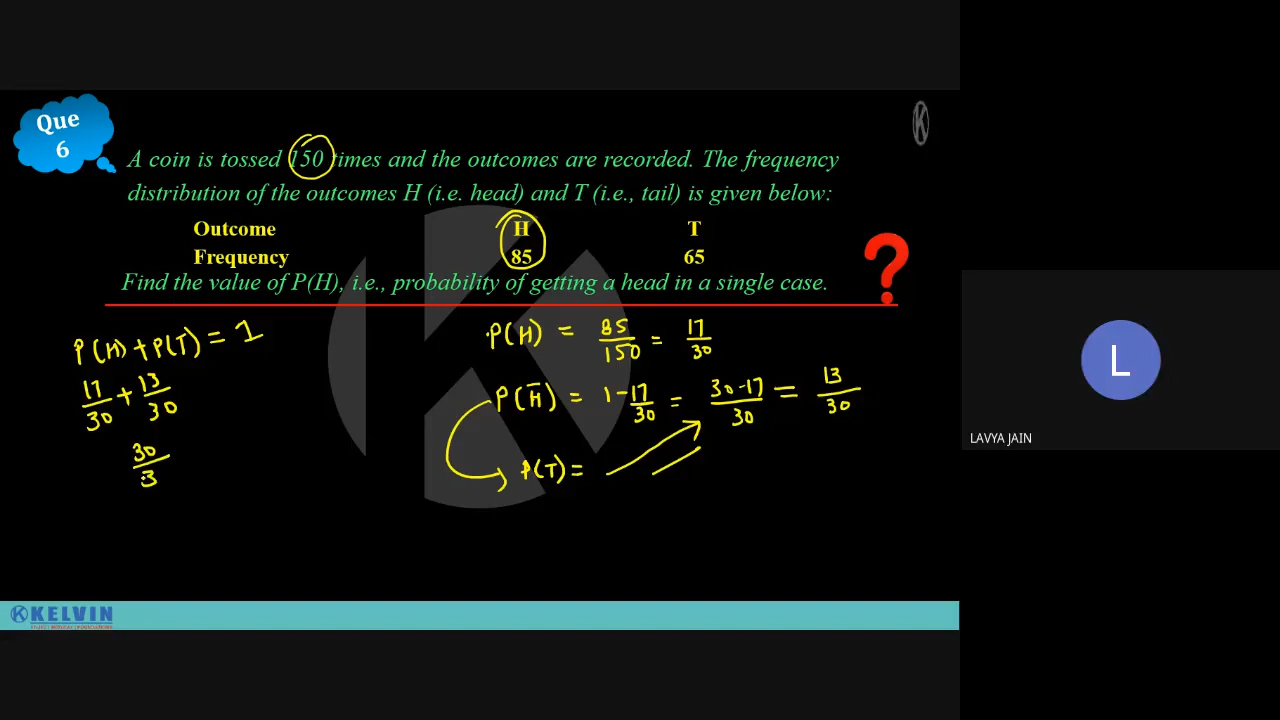 Que
6
A coin is tossed 150 times and the outcomes are recorded. The frequency
distribution of the outcomes H (i.e. head) and T (i.e., tail) is given below:
Outcome H T
Frequency 85 65
Find the value of P(H), i.e., probability of getting a head in a single case.
?
P(H) + P(T) = 1
17/30 + 13/30
30/3
P(H) = 85/150 = 17/30
P(H̄) = 1 - 17/30 = 30-17/30 = 13/30
P(T) =
L
LAVYA JAIN
KELVIN